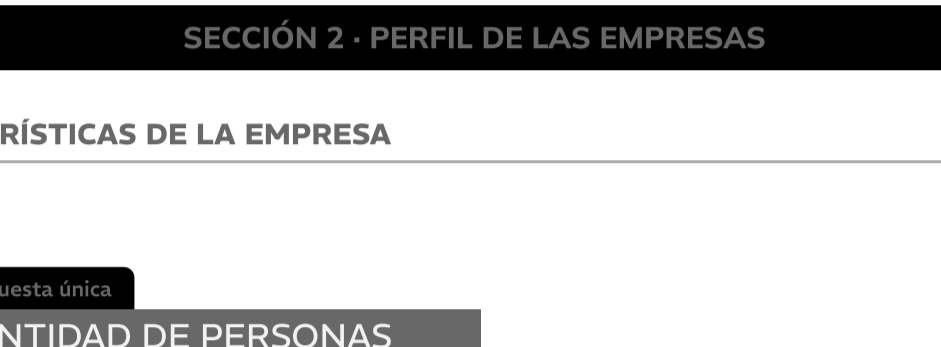 SECCIÓN 2 · PERFIL DE LAS EMPRESAS
RÍSTICAS DE LA EMPRESA
uesta única
NTIDAD DE PERSONAS